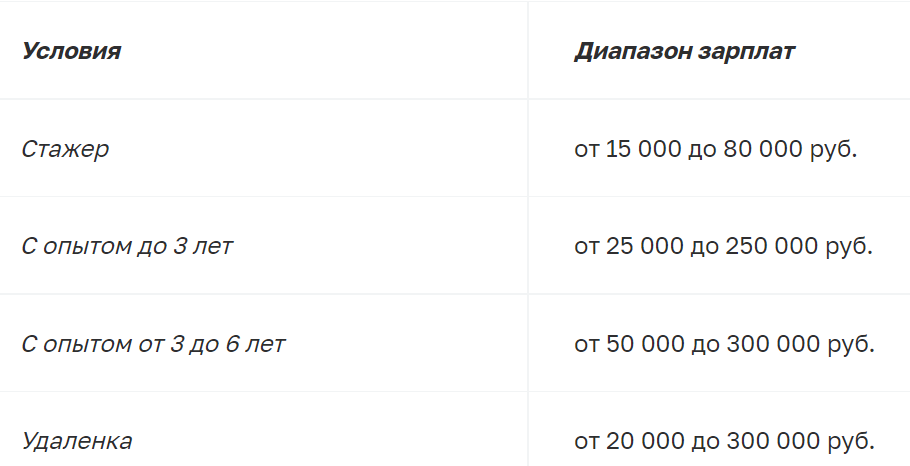 Условия Диапазон зарплат
Стажер от 15 000 до 80 000 руб.
С опытом до 3 лет от 25 000 до 250 000 руб.
С опытом от 3 до 6 лет от 50 000 до 300 000 руб.
Удаленка от 20 000 до 300 000 руб.